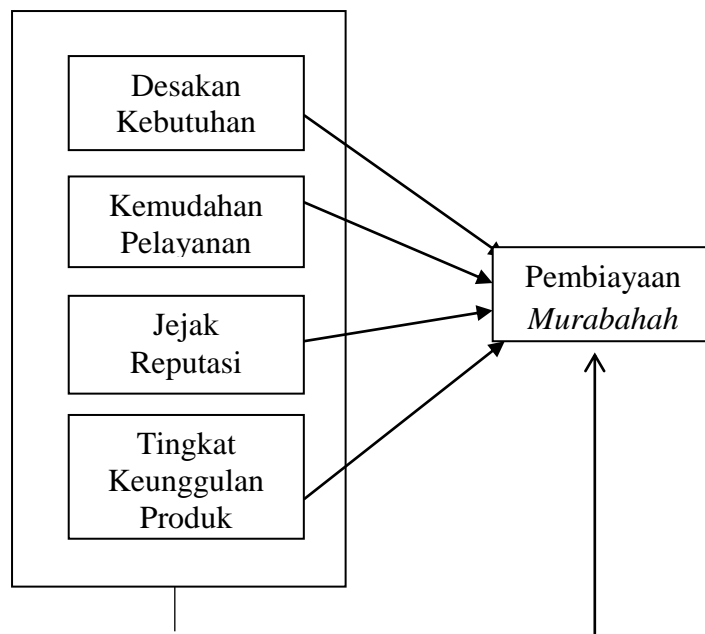 Desakan
Kebutuhan
Kemudahan
Pelayanan
Jejak
Reputasi
Tingkat
Keunggulan
Produk
Pembiayaan
Murabahah